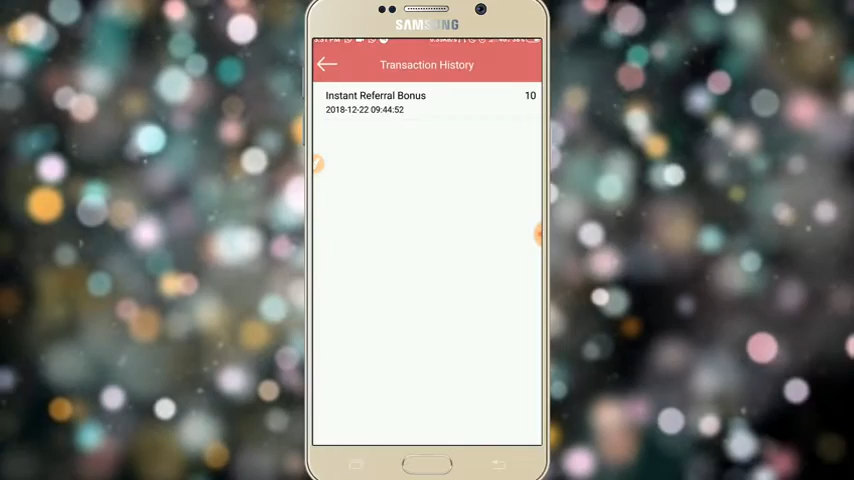 SAMSUNG
Transaction History
Instant Referral Bonus 10
2018-12-22 09:44:52